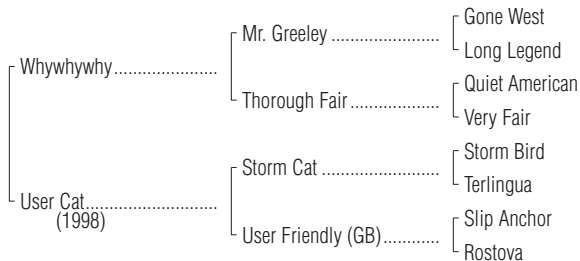 Gone West
Mr. Greeley ....................
Long Legend
Whywhywhy...................
Quiet American
Thorough Fair .................
Very Fair
Storm Bird
Storm Cat ......................
Terlingua
User Cat........................
(1998)
Slip Anchor
User Friendly (GB)...........
Rostova